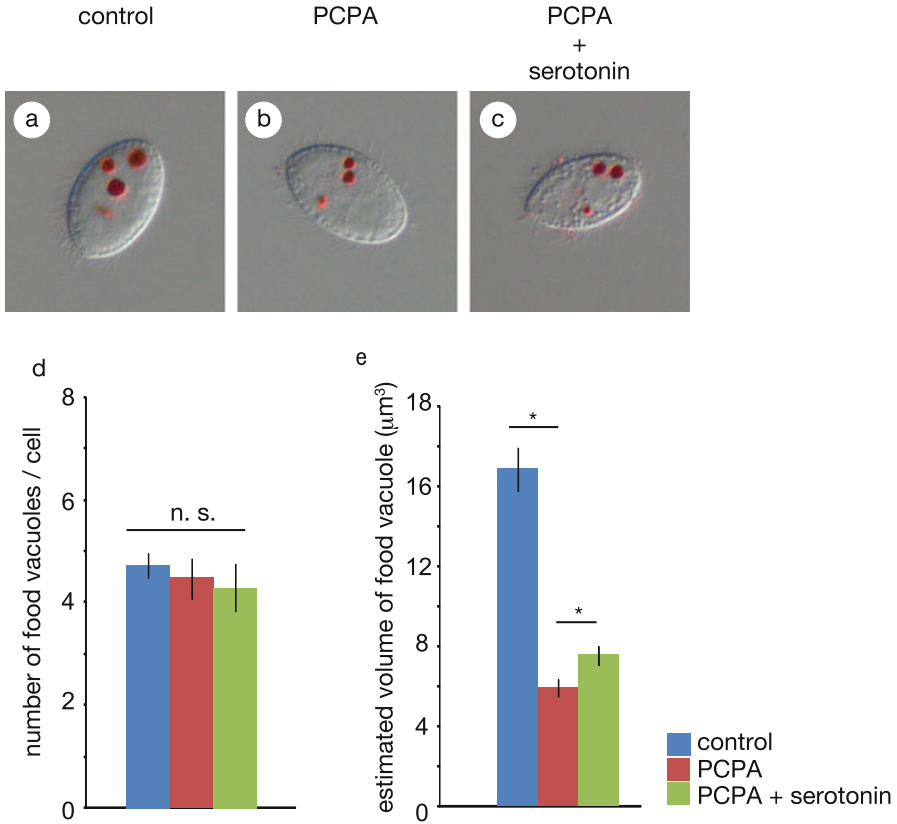 control
PCPA
PCPA
+
serotonin
a
b
c
d
e
number of food vacuoles / cell
8
6
4
2
0
n. s.
estimated volume of food vacuole (μm³)
18
16
12
8
4
0
*
*
control
PCPA
PCPA + serotonin